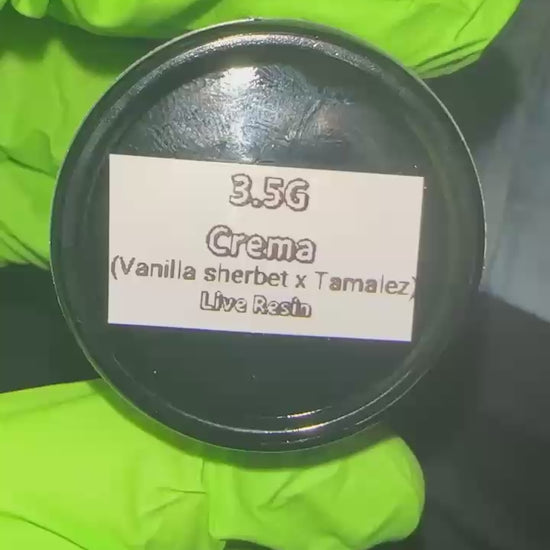 3.5G
Crema
(Vanilla sherbet x Tamalez)
Live Resin